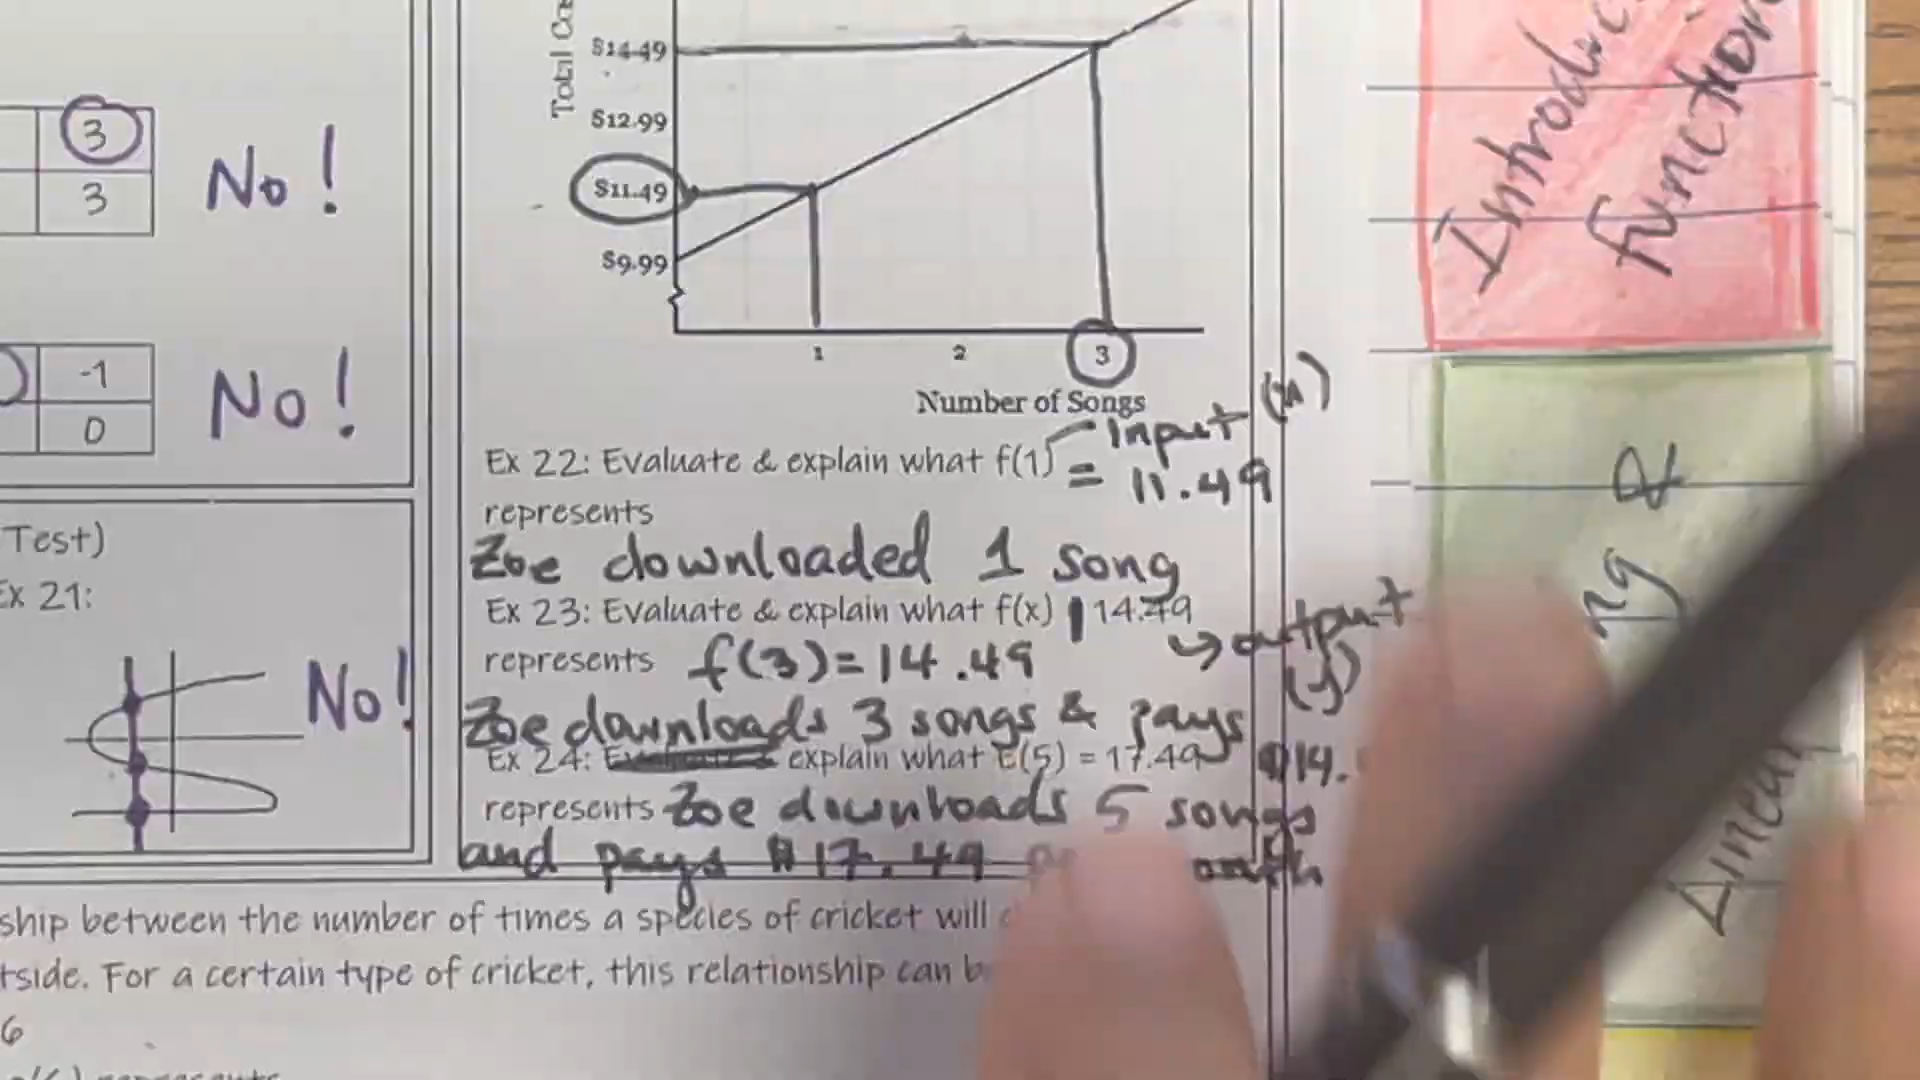 Total
$14.49
$12.99
$11.49
$9.99
1 2 3
Number of Songs
3
3
No!
-1
0
No!
Test)
Ex 21:
No!
Input (x)
Ex 22: Evaluate & explain what f(1) = 11.49
represents
Zoe downloaded 1 song
Ex 23: Evaluate & explain what f(x) 14.49
represents f(3)=14.49
output
(y)
Zoe downloads 3 songs & pays
$14.
Ex 24: explain what t(5) = 17.49
represents Zoe downloads 5 songs
and pays $17.49
ship between the number of times a species of cricket will
tside. For a certain type of cricket, this relationship can b
6
represents
function
&
Linear